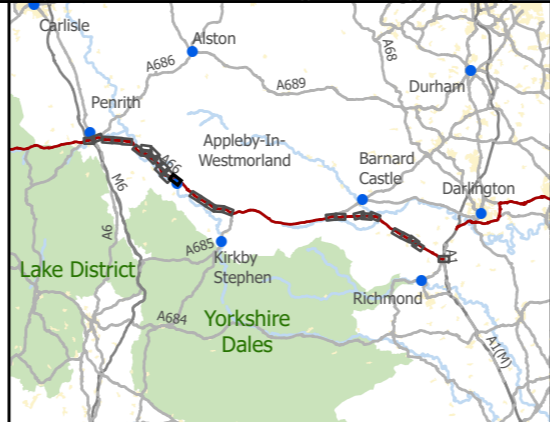 Carlisle
Alston
A686
A68
A689
Durham
Penrith
Appleby-In-
Westmorland
Barnard
Castle
A66
Darlington
M6
A6
A685
A1
Lake District
Kirkby
Stephen
Richmond
A684
Yorkshire
Dales
A1(M)